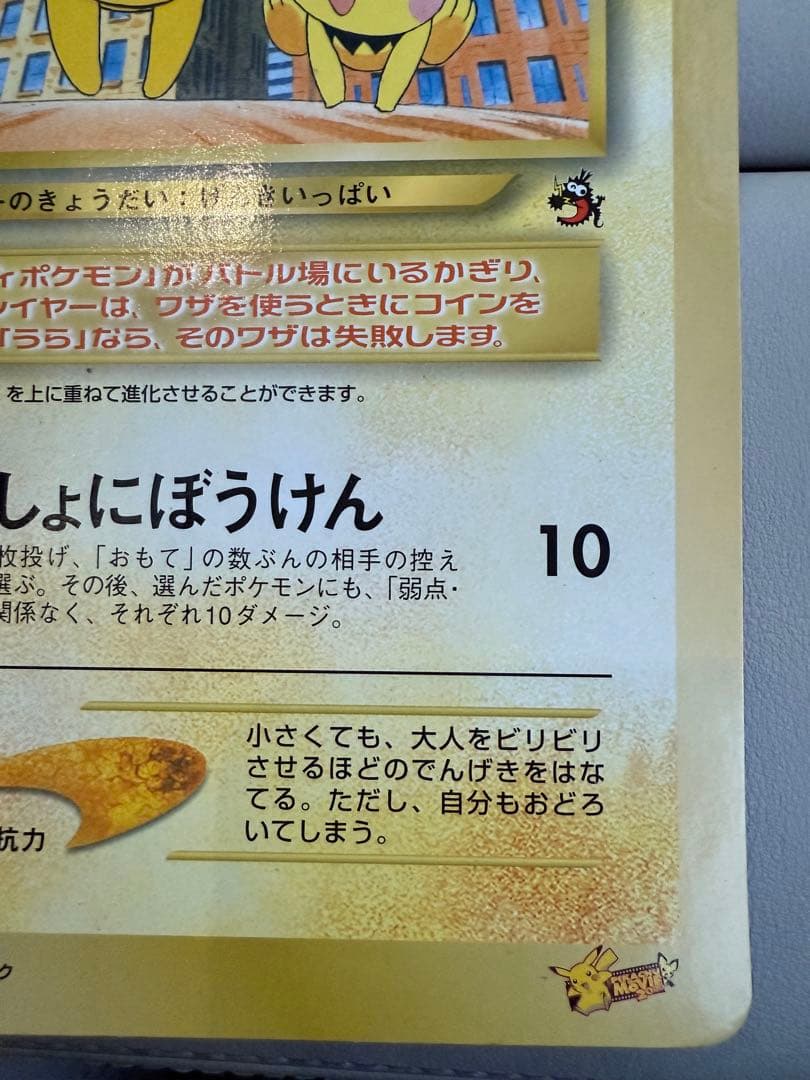 のきょうだい：げんきいっぱい
ィポケモン」がバトル場にいるかぎり、
レイヤーは、ワザを使うときにコインを
「うら」なら、そのワザは失敗します。
を上に重ねて進化させることができます。
しょにぼうけん
10
枚投げ、「おもて」の数ぶんの相手の控え
選ぶ。その後、選んだポケモンにも、「弱点・
関係なく、それぞれ10ダメージ。
小さくても、大人をビリビリ
させるほどのでんげきをはな
てる。ただし、自分もおどろ
いてしまう。
抗力
ク